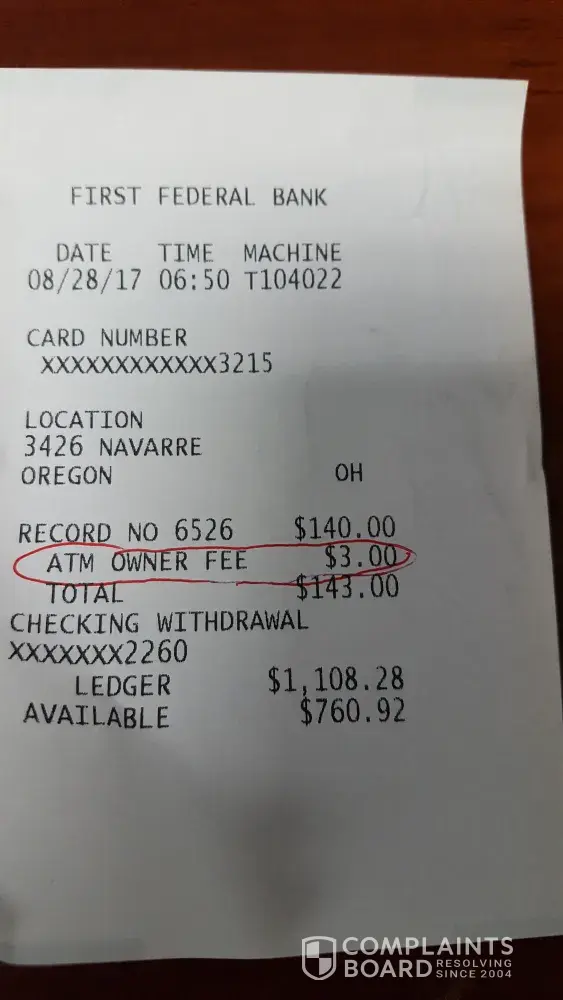 FIRST FEDERAL BANK
DATE TIME MACHINE
08/28/17 06:50 T104022
CARD NUMBER
XXXXXXXXXXXX3215
LOCATION
3426 NAVARRE
OREGON OH
RECORD NO 6526 $140.00
ATM OWNER FEE $3.00
TOTAL $143.00
CHECKING WITHDRAWAL
XXXXXXX2260
LEDGER $1,108.28
AVAILABLE $760.92
COMPLAINTS
BOARD RESOLVING
SINCE 2004